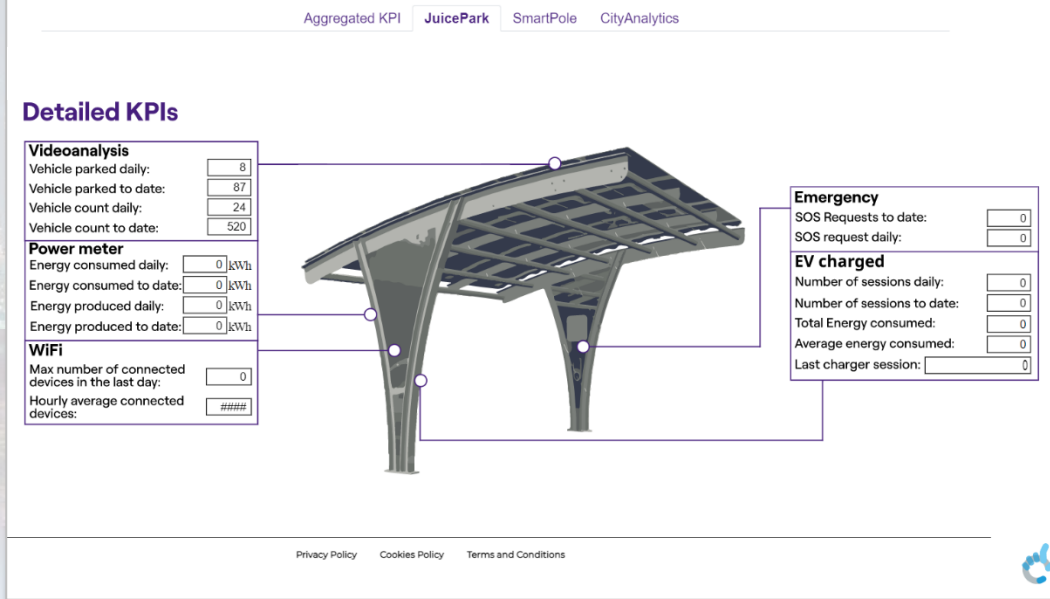 Aggregated KPI JuicePark SmartPole CityAnalytics
Detailed KPIs
Videoanalysis
Vehicle parked daily: 8
Vehicle parked to date: 87
Vehicle count daily: 24
Vehicle count to date: 520
Power meter
Energy consumed daily: 0 kWh
Energy consumed to date: 0 kWh
Energy produced daily: 0 kWh
Energy produced to date: 0 kWh
WiFi
Max number of connected
devices in the last day: 0
Hourly average connected
devices: ####
Emergency
SOS Requests to date: 0
SOS request daily: 0
EV charged
Number of sessions daily: 0
Number of sessions to date: 0
Total Energy consumed: 0
Average energy consumed: 0
Last charger session: 0
Privacy Policy Cookies Policy Terms and Conditions